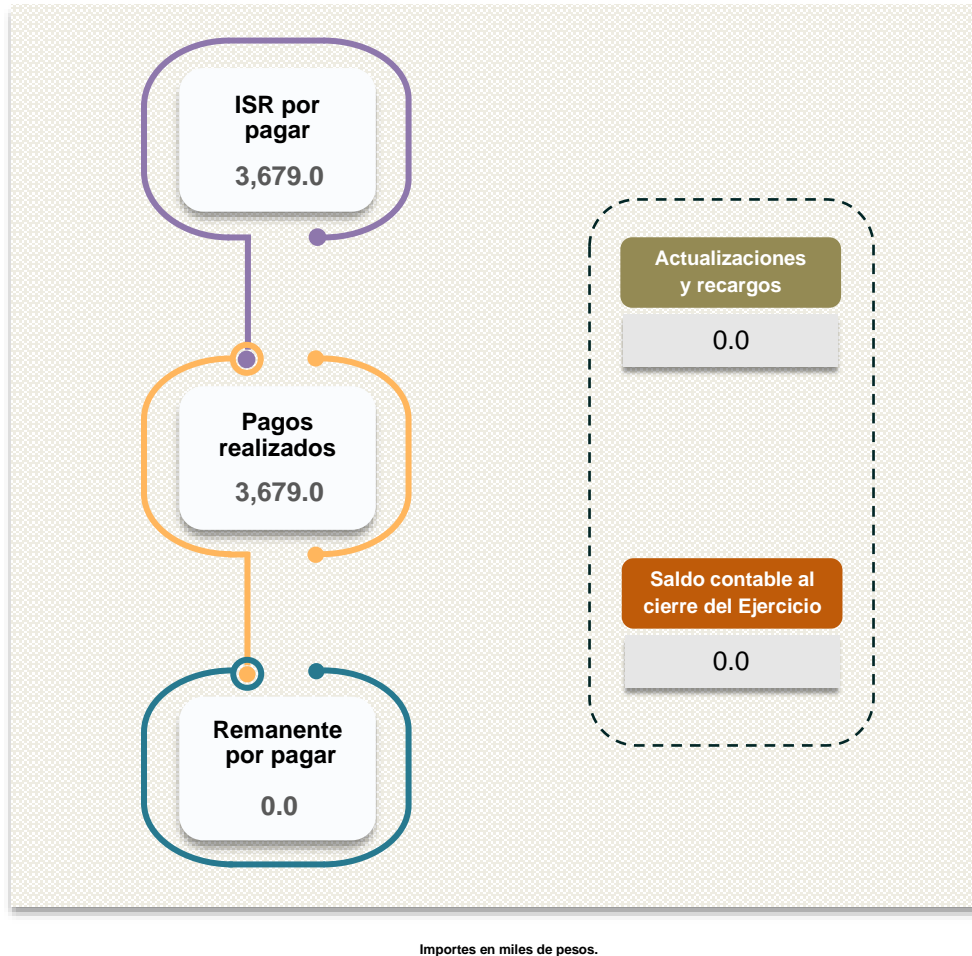 ISR por
pagar
3,679.0
Pagos
realizados
3,679.0
Remanente
por pagar
0.0
Actualizaciones
y recargos
0.0
Saldo contable al
cierre del Ejercicio
0.0
Importes en miles de pesos.